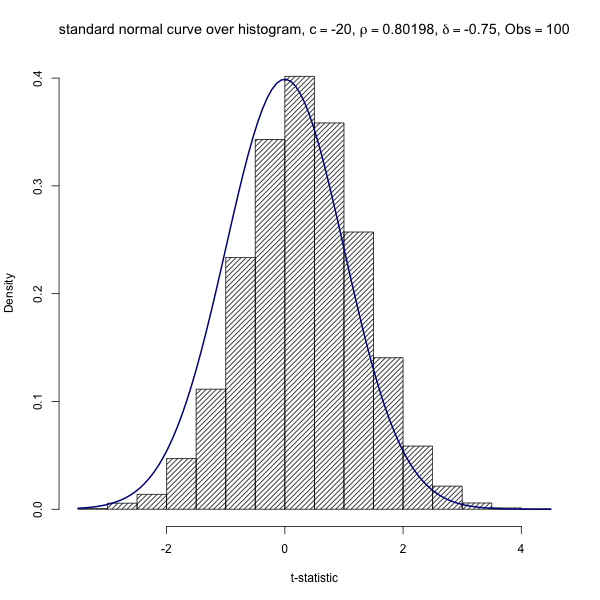 standard normal curve over histogram, c = -20, ρ = 0.80198, δ = -0.75, Obs = 100
Density
0.4
0.3
0.2
0.1
0.0
-2 0 2 4
t-statistic